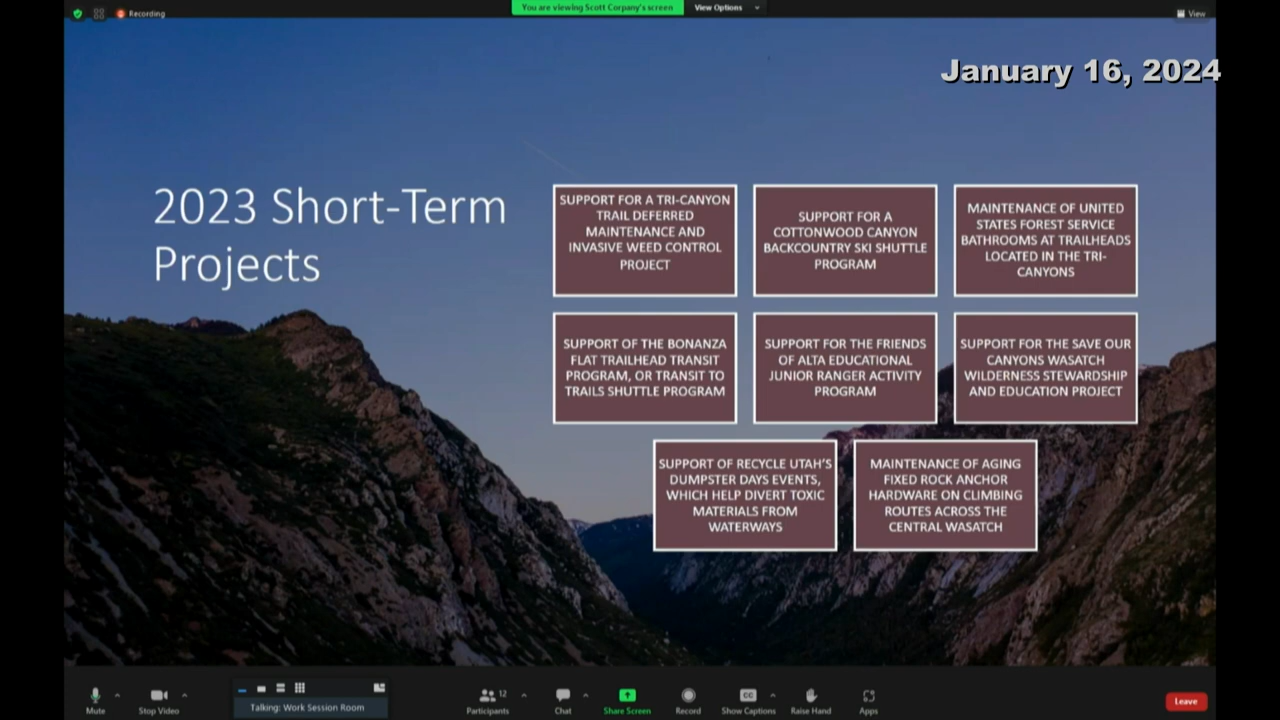 Recording
You are viewing Scott Corpany's screen
View Options
View
January 16, 2024
2023 Short-Term
Projects
SUPPORT FOR A TRI-CANYON
TRAIL DEFERRED
MAINTENANCE AND
INVASIVE WEED CONTROL
PROJECT
SUPPORT FOR A
COTTONWOOD CANYON
BACKCOUNTRY SKI SHUTTLE
PROGRAM
MAINTENANCE OF UNITED
STATES FOREST SERVICE
BATHROOMS AT TRAILHEADS
LOCATED IN THE TRI-
CANYONS
SUPPORT OF THE BONANZA
FLAT TRAILHEAD TRANSIT
PROGRAM, OR TRANSIT TO
TRAILS SHUTTLE PROGRAM
SUPPORT FOR THE FRIENDS
OF ALTA EDUCATIONAL
JUNIOR RANGER ACTIVITY
PROGRAM
SUPPORT FOR THE SAVE OUR
CANYONS WASATCH
WILDERNESS STEWARDSHIP
AND EDUCATION PROJECT
SUPPORT OF RECYCLE UTAH'S
DUMPSTER DAYS EVENTS,
WHICH HELP DIVERT TOXIC
MATERIALS FROM
WATERWAYS
MAINTENANCE OF AGING
FIXED ROCK ANCHOR
HARDWARE ON CLIMBING
ROUTES ACROSS THE
CENTRAL WASATCH
Mute
Stop Video
Talking: Work Session Room
12
Participants
Chat
Share Screen
Record
CC
Show Captions
Raise Hand
Apps
Leave